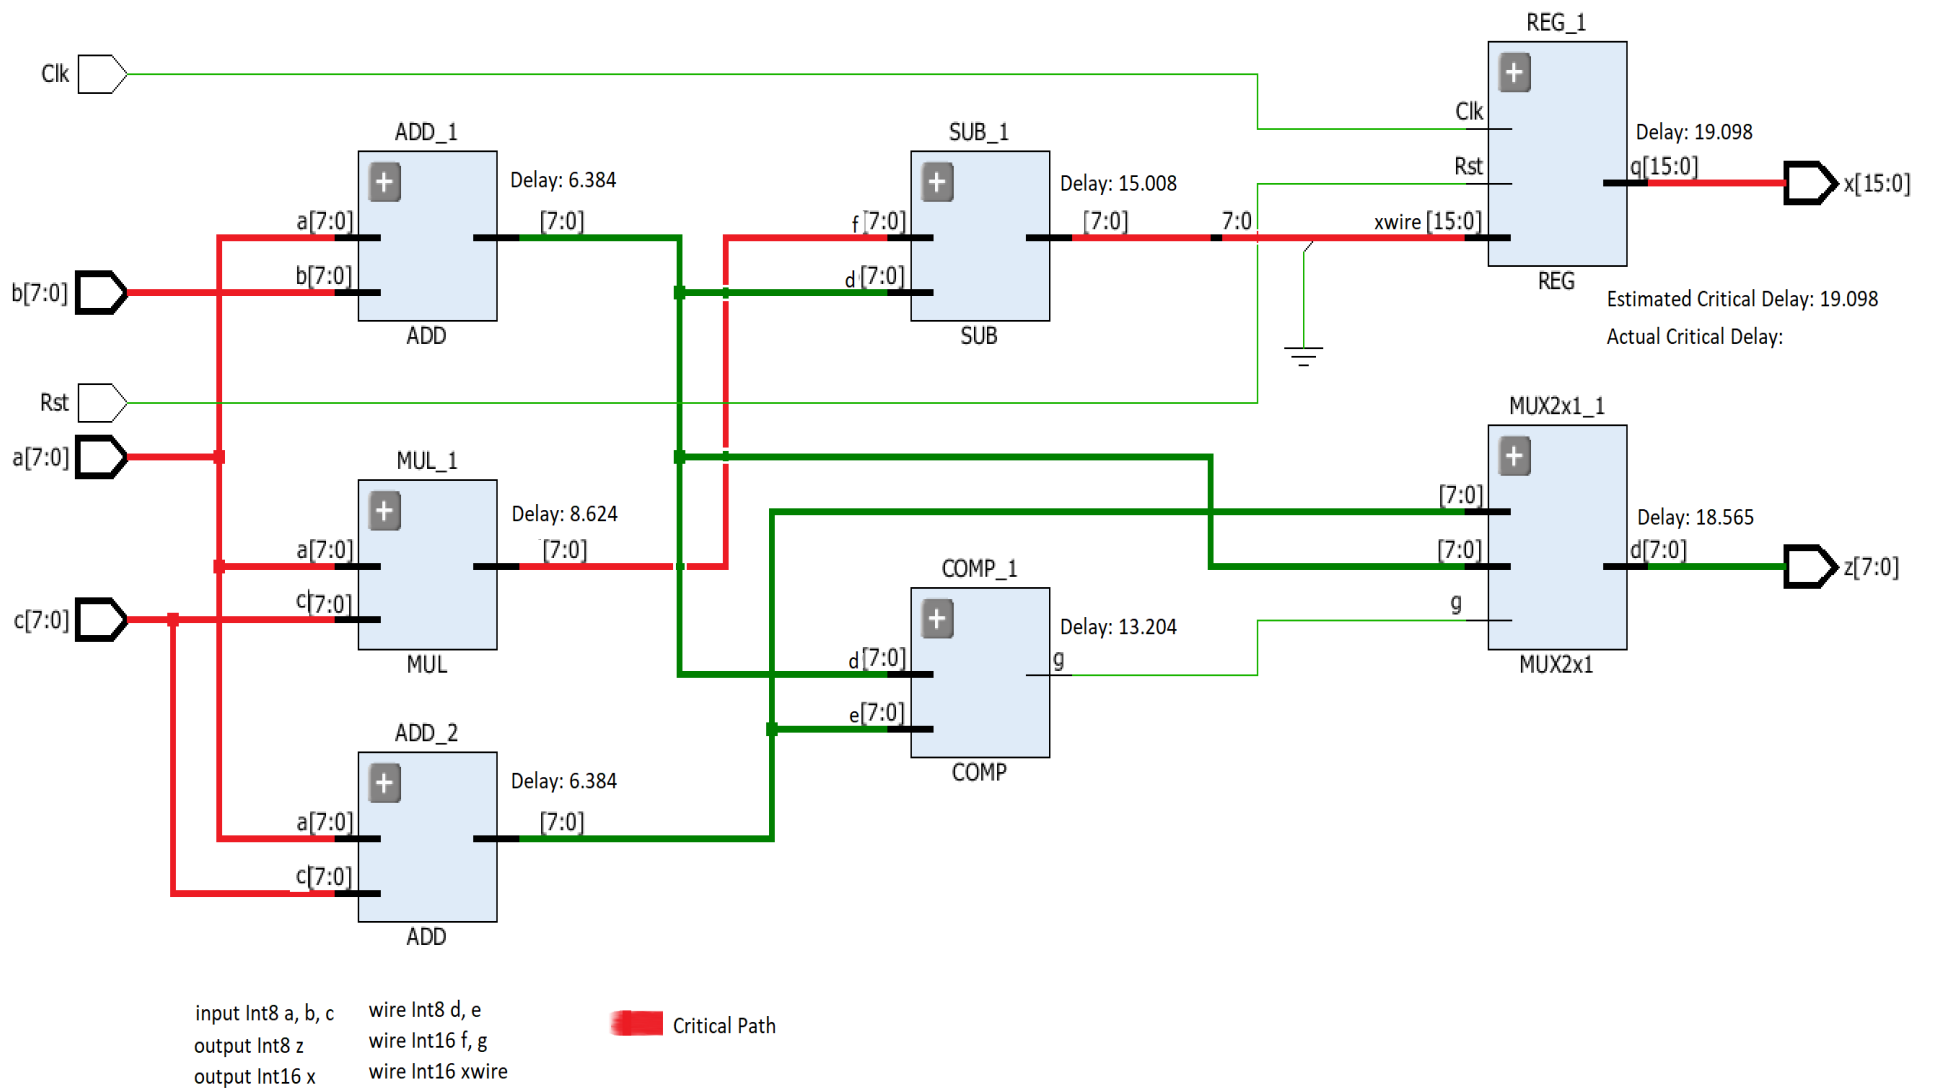 REG_1
Clk
Clk
Delay: 19.098
ADD_1
SUB_1
Rst
q[15:0]
Delay: 6.384
Delay: 15.008
x[15:0]
a[7:0]
[7:0]
f [7:0]
[7:0]
7:0
xwire [15:0]
b[7:0]
b[7:0]
d [7:0]
REG
Estimated Critical Delay: 19.098
ADD
SUB
Actual Critical Delay:
Rst
MUX2x1_1
a[7:0]
MUL_1
[7:0]
Delay: 8.624
Delay: 18.565
a[7:0]
[7:0]
COMP_1
[7:0]
d[7:0]
z[7:0]
c[7:0]
c[7:0]
Delay: 13.204
g
MUL
d[7:0]
g
MUX2x1
ADD_2
e[7:0]
COMP
Delay: 6.384
a[7:0]
[7:0]
c[7:0]
ADD
input Int8 a, b, c
output Int8 z
output Int16 x
wire Int8 d, e
wire Int16 f, g
wire Int16 xwire
Critical Path